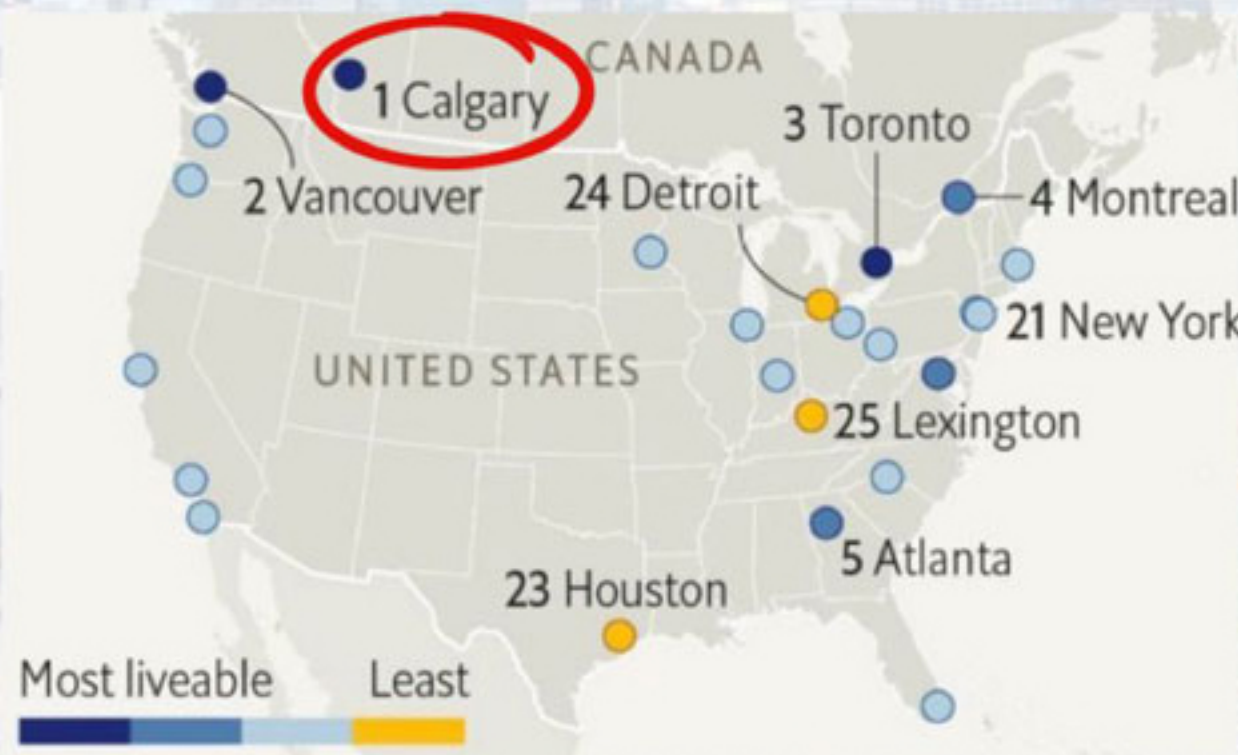 CANADA
1 Calgary
3 Toronto
2 Vancouver
24 Detroit
4 Montreal
21 New York
UNITED STATES
25 Lexington
5 Atlanta
23 Houston
Most liveable
Least